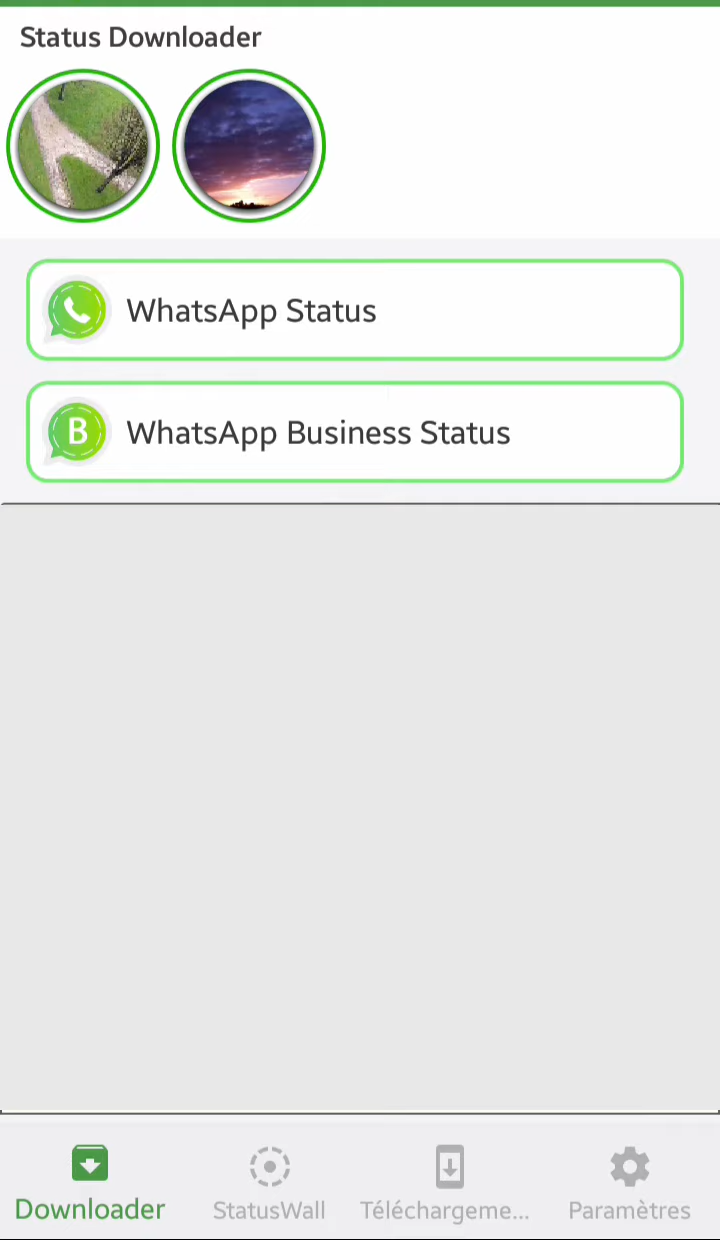 Status Downloader
WhatsApp Status
B
WhatsApp Business Status
Downloader
StatusWall
Téléchargeme...
Paramètres